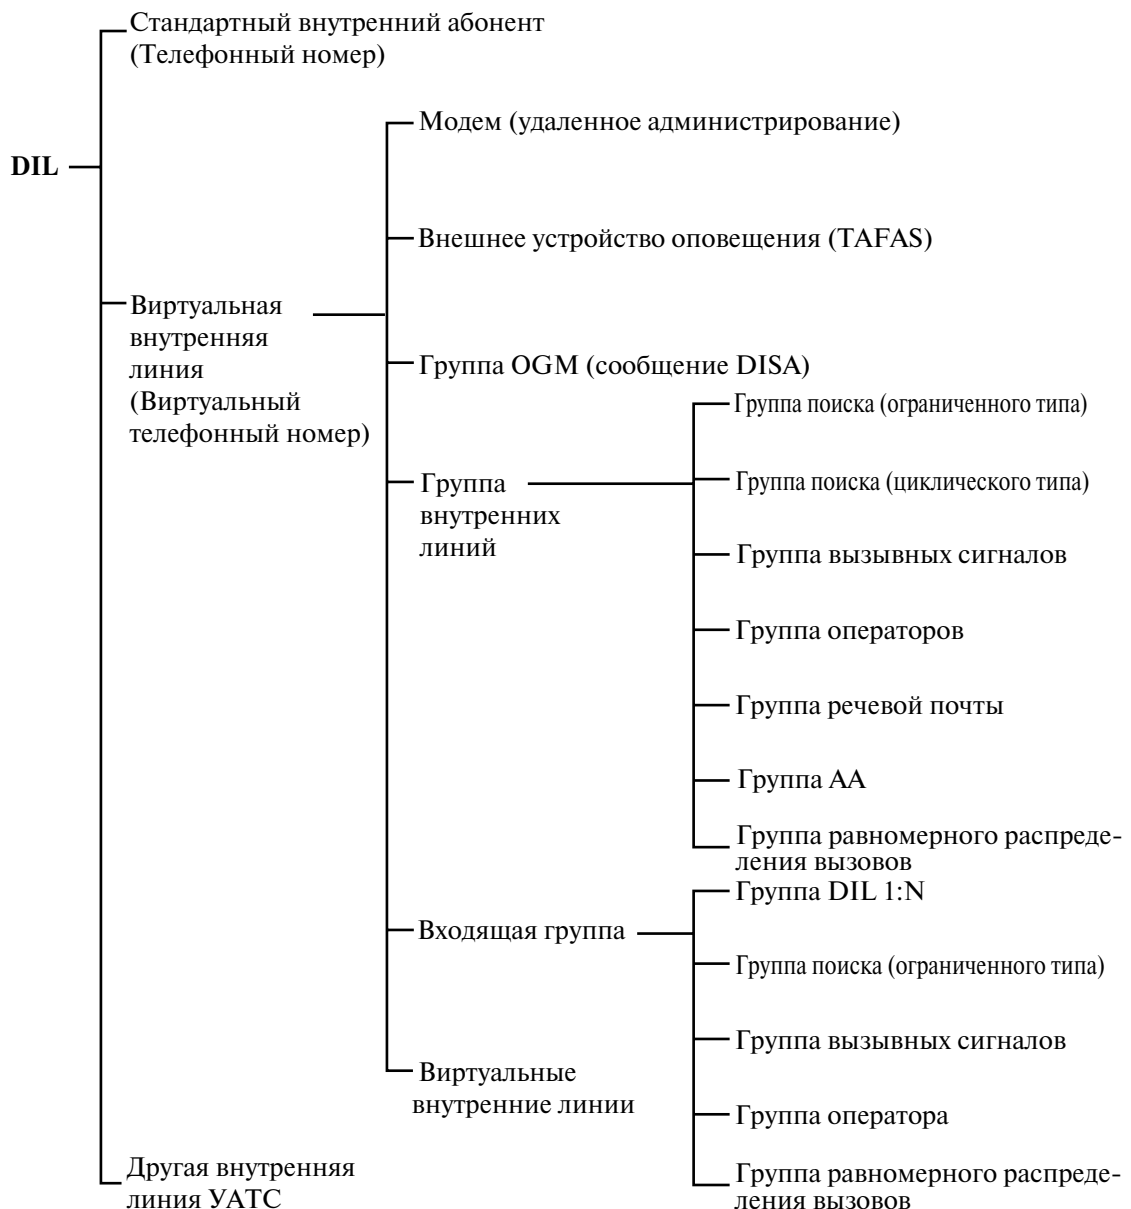 Стандартный внутренний абонент
(Телефонный номер)
Модем (удаленное администрирование)
DIL
Внешнее устройство оповещения (TAFAS)
Виртуальная
внутренняя
линия
(Виртуальный
телефонный номер)
Группа OGM (сообщение DISA)
Группа поиска (ограниченного типа)
Группа
внутренних
линий
Группа поиска (циклического типа)
Группа вызывных сигналов
Группа операторов
Группа речевой почты
Группа АА
Группа равномерного распреде-
ления вызовов
Входящая группа
Группа DIL 1:N
Группа поиска (ограниченного типа)
Группа вызывных сигналов
Группа оператора
Группа равномерного распреде-
ления вызовов
Виртуальные
внутренние линии
Другая внутренняя
линия УАТС